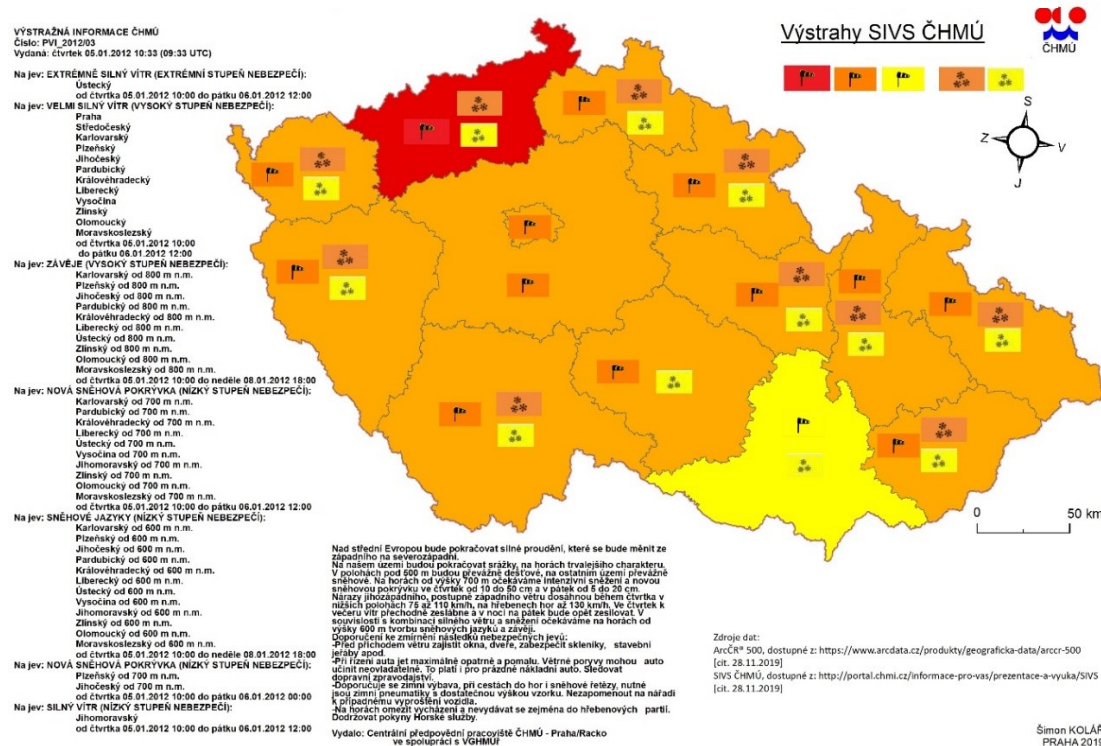 VÝSTRAŽNÁ INFORMACE ČHMÚ
Číslo: PVI_2012/03
Vydaná: čtvrtek 05.01.2012 10:33 (09:33 UTC)
Na jev: EXTRÉMNĚ SILNÝ VÍTR (EXTRÉMNÍ STUPEŇ NEBEZPEČÍ):
Ústecký
od čtvrtka 05.01.2012 10:00 do pátku 06.01.2012 12:00
Na jev: VELMI SILNÝ VÍTR (VYSOKÝ STUPEŇ NEBEZPEČÍ):
Praha
Středočeský
Karlovarský
Plzeňský
Jihočeský
Pardubický
Královéhradecký
Liberecký
Vysočina
Zlínský
Olomoucký
Moravskoslezský
od čtvrtka 05.01.2012 10:00
do pátku 06.01.2012 12:00
Na jev: ZÁVĚJE (VYSOKÝ STUPEŇ NEBEZPEČÍ):
Karlovarský od 800 m n.m.
Plzeňský od 800 m n.m.
Jihočeský od 800 m n.m.
Pardubický od 800 m n.m.
Královéhradecký od 800 m n.m.
Liberecký od 800 m n.m.
Ústecký od 800 m n.m.
Zlínský od 800 m n.m.
Olomoucký od 800 m n.m.
Moravskoslezský od 800 m n.m.
od čtvrtka 05.01.2012 10:00 do neděle 08.01.2012 18:00
Na jev: NOVÁ SNĚHOVÁ POKRÝVKA (NÍZKÝ STUPEŇ NEBEZPEČÍ):
Karlovarský od 700 m n.m.
Pardubický od 700 m n.m.
Královéhradecký od 700 m n.m.
Liberecký od 700 m n.m.
Ústecký od 700 m n.m.
Vysočina od 700 m n.m.
Jihomoravský od 700 m n.m.
Zlínský od 700 m n.m.
Olomoucký od 700 m n.m.
Moravskoslezský od 700 m n.m.
od čtvrtka 05.01.2012 10:00 do pátku 06.01.2012 12:00
Na jev: SNĚHOVÉ JAZYKY (NÍZKÝ STUPEŇ NEBEZPEČÍ):
Karlovarský od 600 m n.m.
Plzeňský od 600 m n.m.
Jihočeský od 600 m n.m.
Pardubický od 600 m n.m.
Královéhradecký od 600 m n.m.
Liberecký od 600 m n.m.
Ústecký od 600 m n.m.
Vysočina od 600 m n.m.
Jihomoravský od 600 m n.m.
Zlínský od 600 m n.m.
Olomoucký od 600 m n.m.
Moravskoslezský od 600 m n.m.
od čtvrtka 05.01.2012 10:00 do neděle 08.01.2012 18:00
Na jev: NOVÁ SNĚHOVÁ POKRÝVKA (NÍZKÝ STUPEŇ NEBEZPEČÍ):
Plzeňský od 700 m n.m.
Jihočeský od 700 m n.m.
od čtvrtka 05.01.2012 10:00 do pátku 06.01.2012 00:00
Na jev: SILNÝ VÍTR (NÍZKÝ STUPEŇ NEBEZPEČÍ):
Jihomoravský
od čtvrtka 05.01.2012 10:00 do pátku 06.01.2012 12:00
Výstrahy SIVS ČHMÚ
ČHMÚ
S
Z
V
J
0 50 km
Nad střední Evropou bude pokračovat silné proudění, které se bude měnit ze
západního na severozápadní.
Na našem území budou pokračovat srážky, na horách trvalejšího charakteru.
V polohách pod 500 m budou převážně dešťové, na ostatním území převážně
sněhové. Na horách od výšky 700 m očekáváme intenzivní sněžení a novou
sněhovou pokrývku ve čtvrtek od 10 do 50 cm a v pátek od 5 do 20 cm.
Nárazy jihozápadního, postupně západního větru dosáhnou během čtvrtka v
nižších polohách 75 až 110 km/h, na hřebenech hor až 130 km/h. Ve čtvrtek k
večeru vítr přechodně zeslábne a v noci na pátek bude opět zesilovat. V
souvislosti s kombinací silného větru a sněžení očekáváme na horách od
výšky 600 m tvorbu sněhových jazyků a závějí.
Doporučení ke zmírnění následků nebezpečných jevů:
-Před příchodem větru zajistit okna, dveře, zabezpečit skleníky, stavební
jeřáby apod.
-Při řízení auta jet maximálně opatrně a pomalu. Větrné poryvy mohou auto
učinit neovladatelné. To platí i pro prázdné nákladní auto. Sledovat
dopravní zpravodajství.
-Doporučuje se zimní výbava, při cestách do hor i sněhové řetězy, nutné
jsou zimní pneumatiky s dostatečnou výškou vzorku. Nezapomenout na nářadí
k případnému vyproštění vozidla.
-Na horách omezit vycházení a nevydávat se zejména do hřebenových partií.
Dodržovat pokyny Horské služby.
Vydalo: Centrální předpovědní pracoviště ČHMÚ - Praha/Racko
ve spolupráci s VGHMÚř
Zdroje dat:
ArcČR® 500, dostupné z: https://www.arcdata.cz/produkty/geograficka-data/arccr-500
[cit. 28.11.2019]
SIVS ČHMÚ, dostupné z: http://portal.chmi.cz/informace-pro-vas/prezentace-a-vyuka/SIVS
[cit. 28.11.2019]
Šimon KOLÁŘ
PRAHA 2019